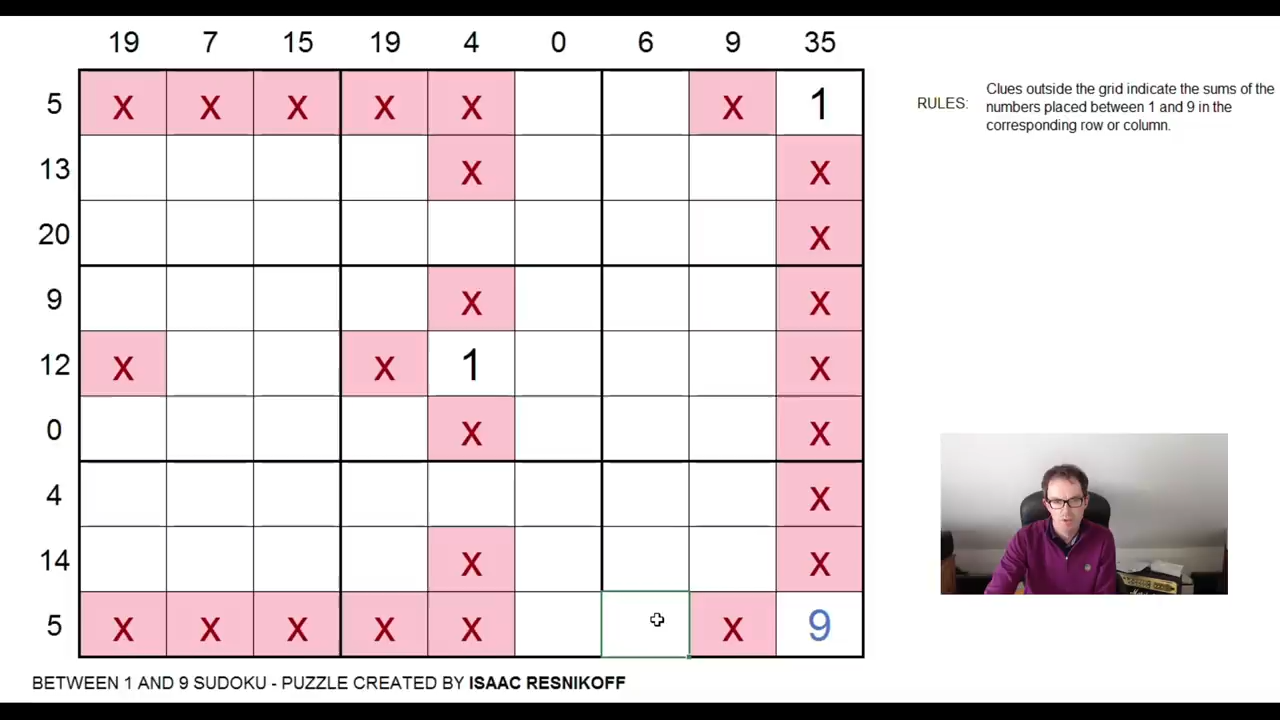 19 7 15 19 4 0 6 9 35
5 X X X X X X 1
13 X X
20 X
9 X X
12 X X 1 X
0 X X
4 X
14 X X
5 X X X X X X 9
RULES: Clues outside the grid indicate the sums of the
numbers placed between 1 and 9 in the
corresponding row or column.
BETWEEN 1 AND 9 SUDOKU - PUZZLE CREATED BY ISAAC RESNIKOFF